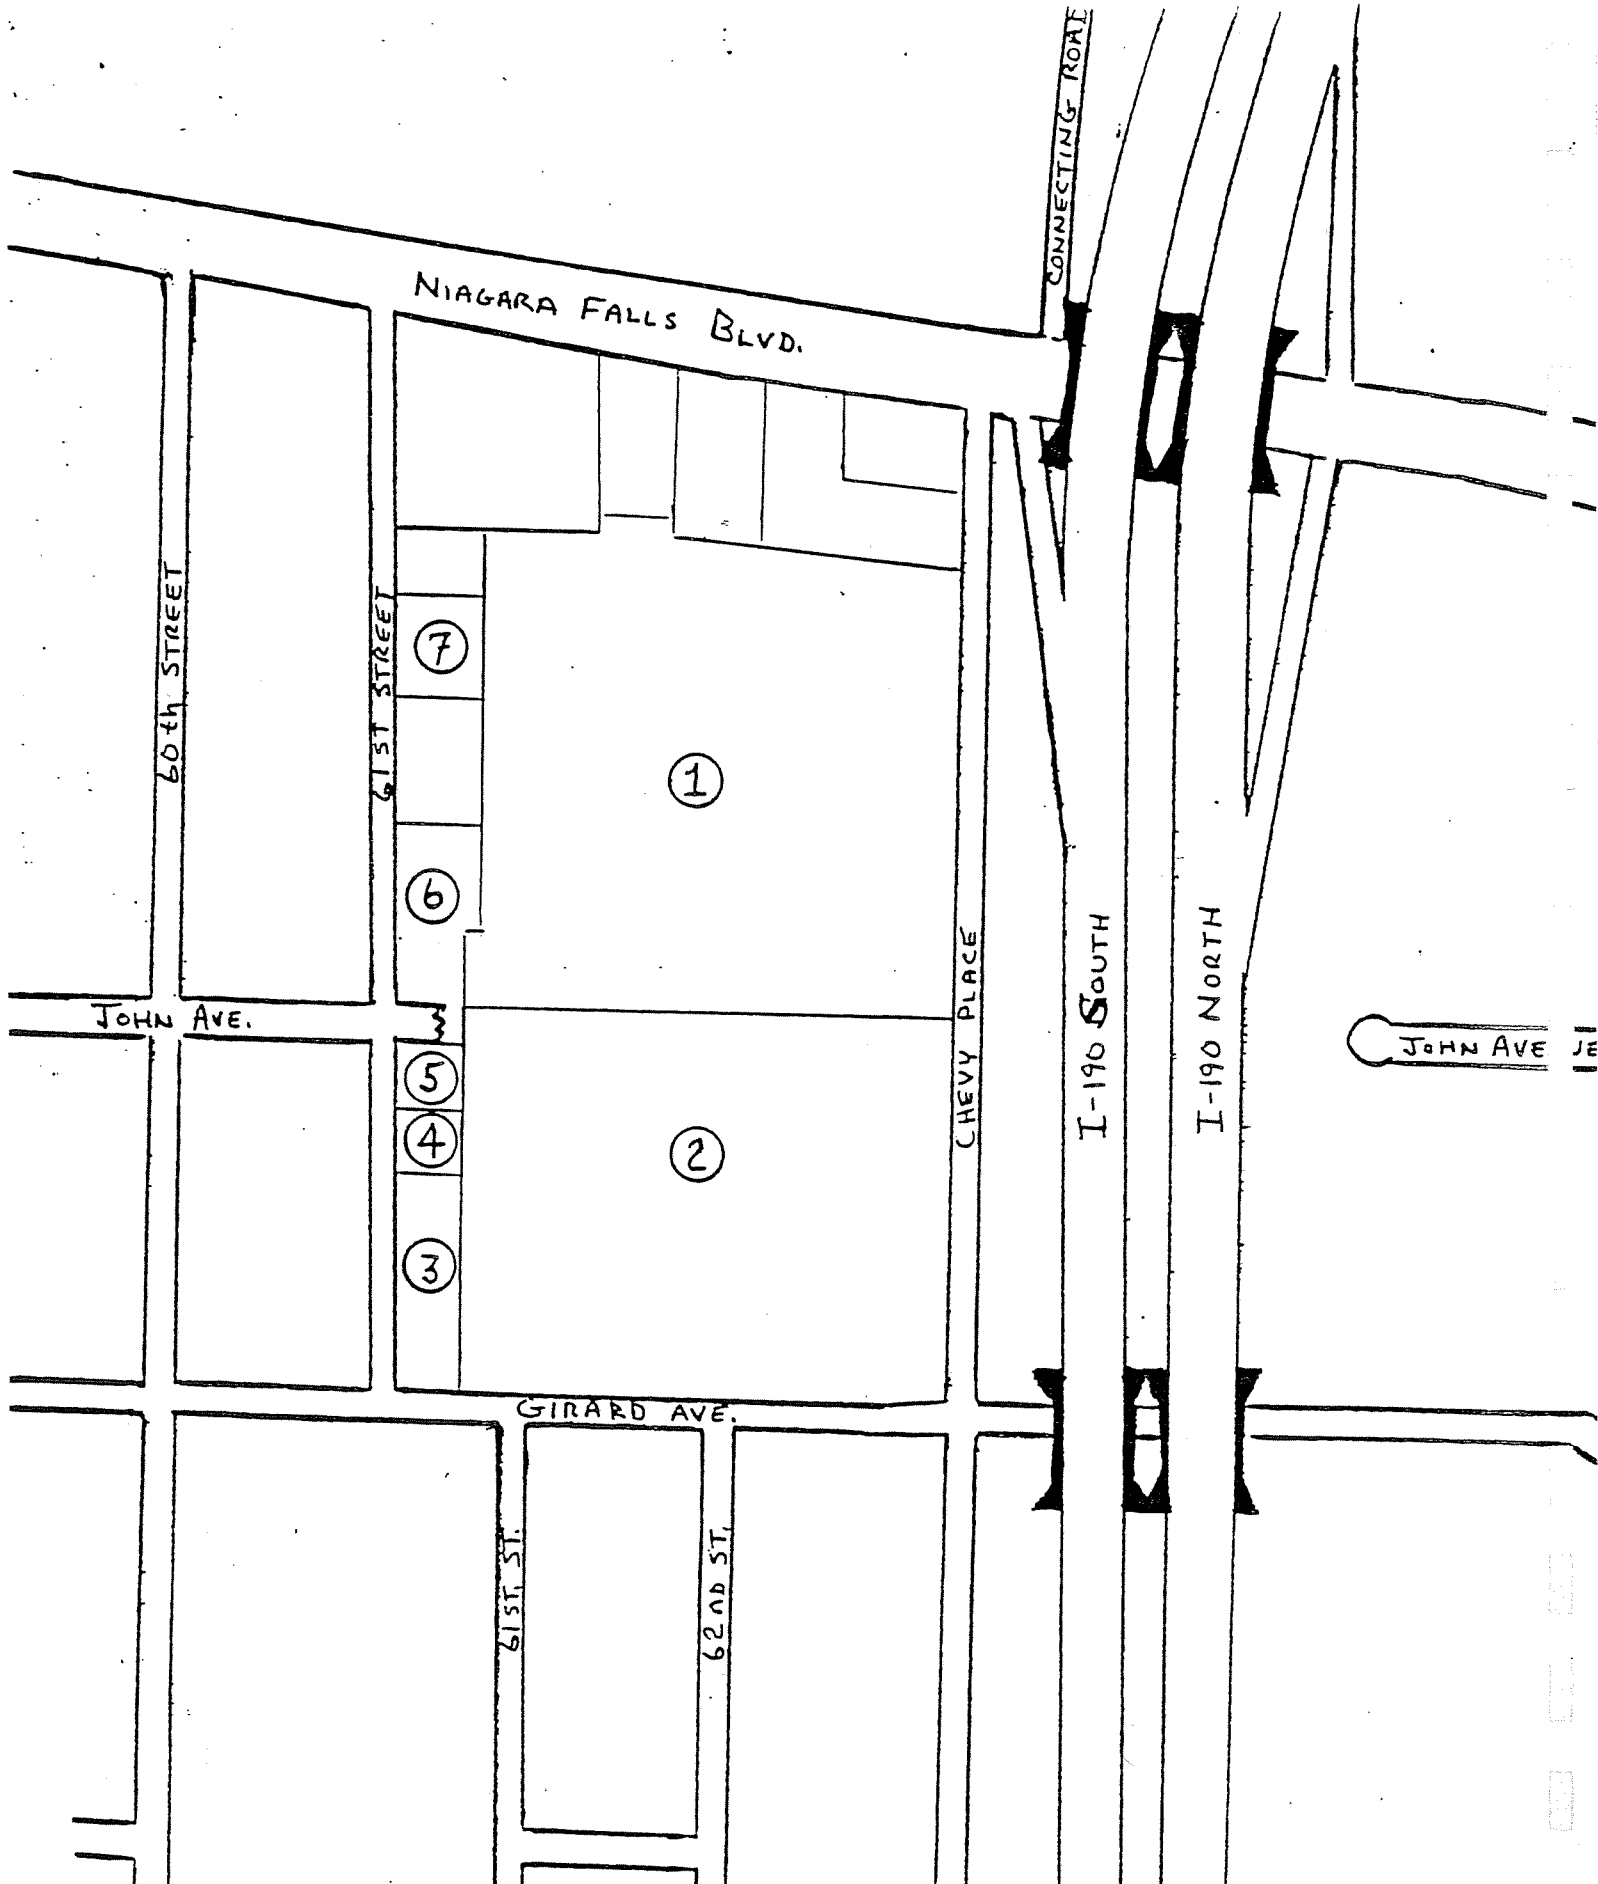 CONNECTING ROAD
NIAGARA FALLS BLVD.
60th STREET
61ST STREET
7
1
6
CHEVY PLACE
I-190 SOUTH
I-190 NORTH
JOHN AVE.
JOHN AVE
5
4
2
3
GIRARD AVE.
61ST. ST.
62ND ST.